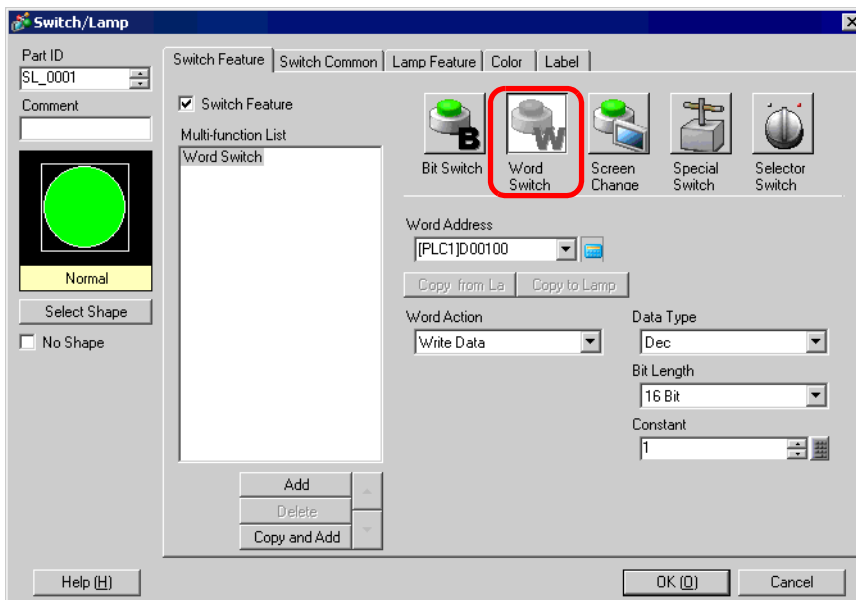 Switch/Lamp
Part ID
SL_0001
Comment
Normal
Select Shape
No Shape
Switch Feature
Switch Common
Lamp Feature
Color
Label
Switch Feature
Multi-function List
Word Switch
Add
Delete
Copy and Add
B
Bit Switch
W
Word
Switch
Screen
Change
Special
Switch
Selector
Switch
Word Address
[PLC1]D00100
Copy from La
Copy to Lamp
Word Action
Write Data
Data Type
Dec
Bit Length
16 Bit
Constant
1
Help (H)
OK (O)
Cancel